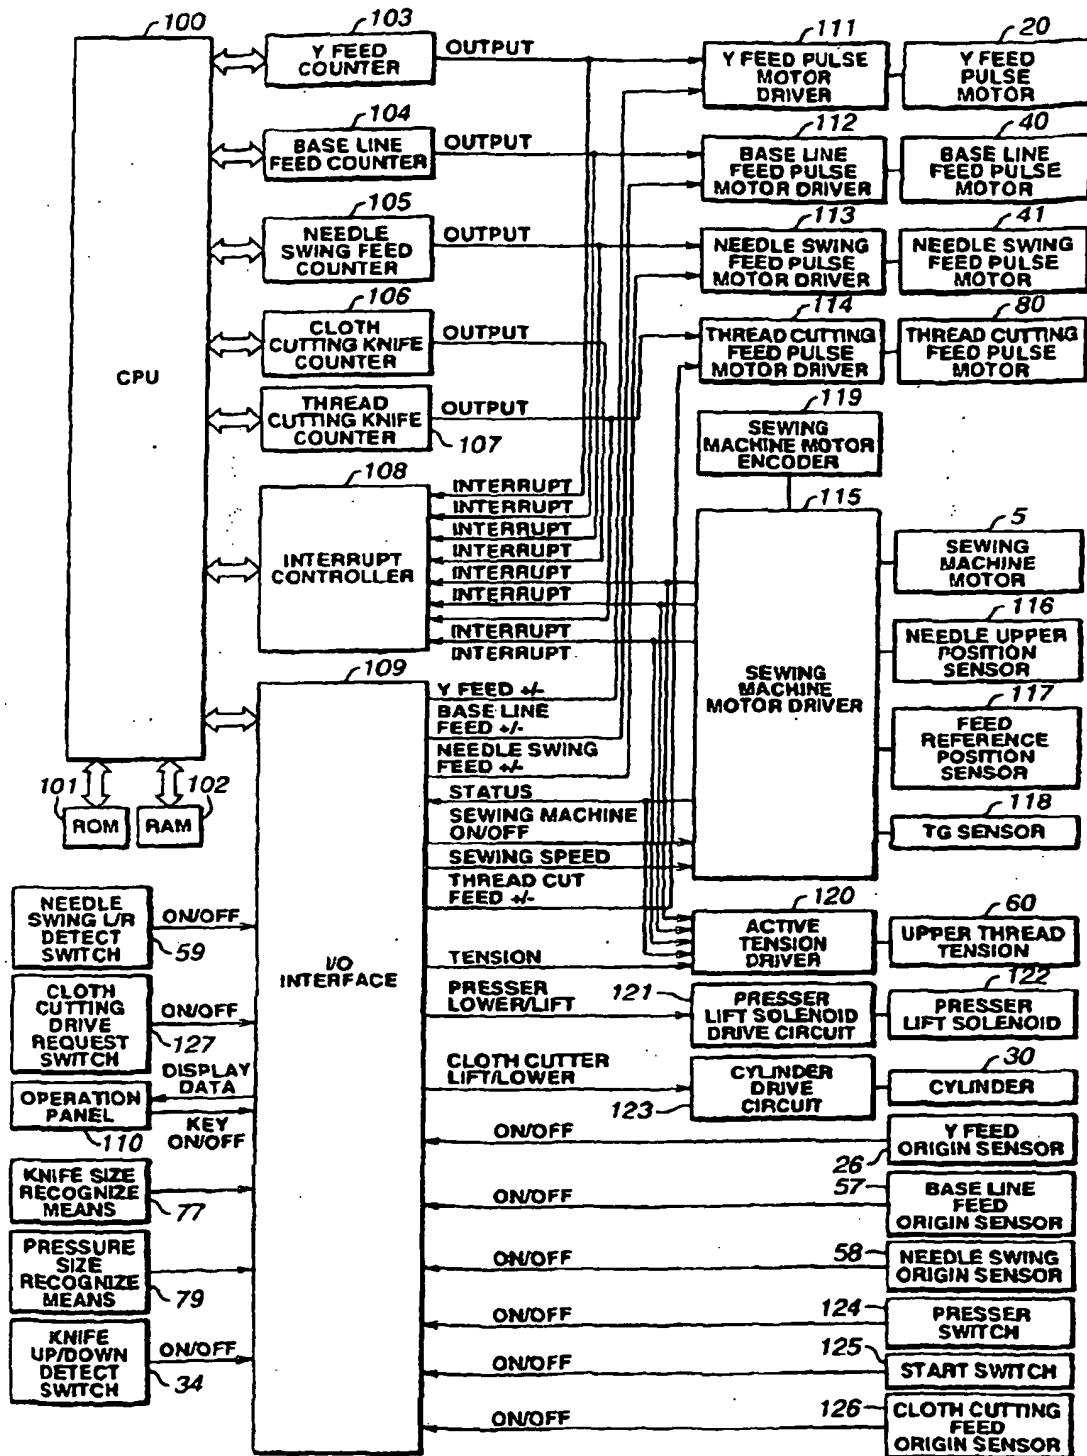 100
CPU
103
Y FEED
COUNTER
OUTPUT
111
Y FEED PULSE
MOTOR
DRIVER
20
Y FEED
PULSE
MOTOR
104
BASE LINE
FEED COUNTER
OUTPUT
112
BASE LINE
FEED PULSE
MOTOR DRIVER
40
BASE LINE
FEED PULSE
MOTOR
105
NEEDLE
SWING FEED
COUNTER
OUTPUT
113
NEEDLE SWING
FEED PULSE
MOTOR DRIVER
41
NEEDLE SWING
FEED PULSE
MOTOR
106
CLOTH
CUTTING KNIFE
COUNTER
OUTPUT
114
THREAD CUTTING
FEED PULSE
MOTOR DRIVER
80
THREAD CUTTING
FEED PULSE
MOTOR
THREAD
CUTTING KNIFE
COUNTER
107
OUTPUT
119
SEWING
MACHINE MOTOR
ENCODER
108
INTERRUPT
CONTROLLER
INTERRUPT
INTERRUPT
INTERRUPT
INTERRUPT
INTERRUPT
INTERRUPT
INTERRUPT
INTERRUPT
115
SEWING
MACHINE
MOTOR DRIVER
5
SEWING
MACHINE
MOTOR
116
NEEDLE UPPER
POSITION
SENSOR
117
FEED
REFERENCE
POSITION
SENSOR
118
TG SENSOR
101
ROM
102
RAM
109
I/O
INTERFACE
Y FEED +/-
BASE LINE
FEED +/-
NEEDLE SWING
FEED +/-
STATUS
SEWING MACHINE
ON/OFF
SEWING SPEED
THREAD CUT
FEED +/-
TENSION
120
ACTIVE
TENSION
DRIVER
60
UPPER THREAD
TENSION
PRESSER
LOWER/LIFT
121
PRESSER
LIFT SOLENOID
DRIVE CIRCUIT
122
PRESSER
LIFT SOLENOID
CLOTH CUTTER
LIFT/LOWER
123
CYLINDER
DRIVE
CIRCUIT
30
CYLINDER
NEEDLE
SWING L/R
DETECT
SWITCH
ON/OFF
59
CLOTH
CUTTING
DRIVE
REQUEST
SWITCH
ON/OFF
127
DISPLAY
DATA
OPERATION
PANEL
110
KEY
ON/OFF
KNIFE SIZE
RECOGNIZE
MEANS
77
PRESSURE
SIZE
RECOGNIZE
MEANS
79
KNIFE
UP/DOWN
DETECT
SWITCH
ON/OFF
34
ON/OFF
Y FEED
ORIGIN SENSOR
26
ON/OFF
57
BASE LINE
FEED
ORIGIN SENSOR
ON/OFF
58
NEEDLE SWING
ORIGIN SENSOR
ON/OFF
124
PRESSER
SWITCH
ON/OFF
125
START SWITCH
ON/OFF
126
CLOTH CUTTING
FEED
ORIGIN SENSOR